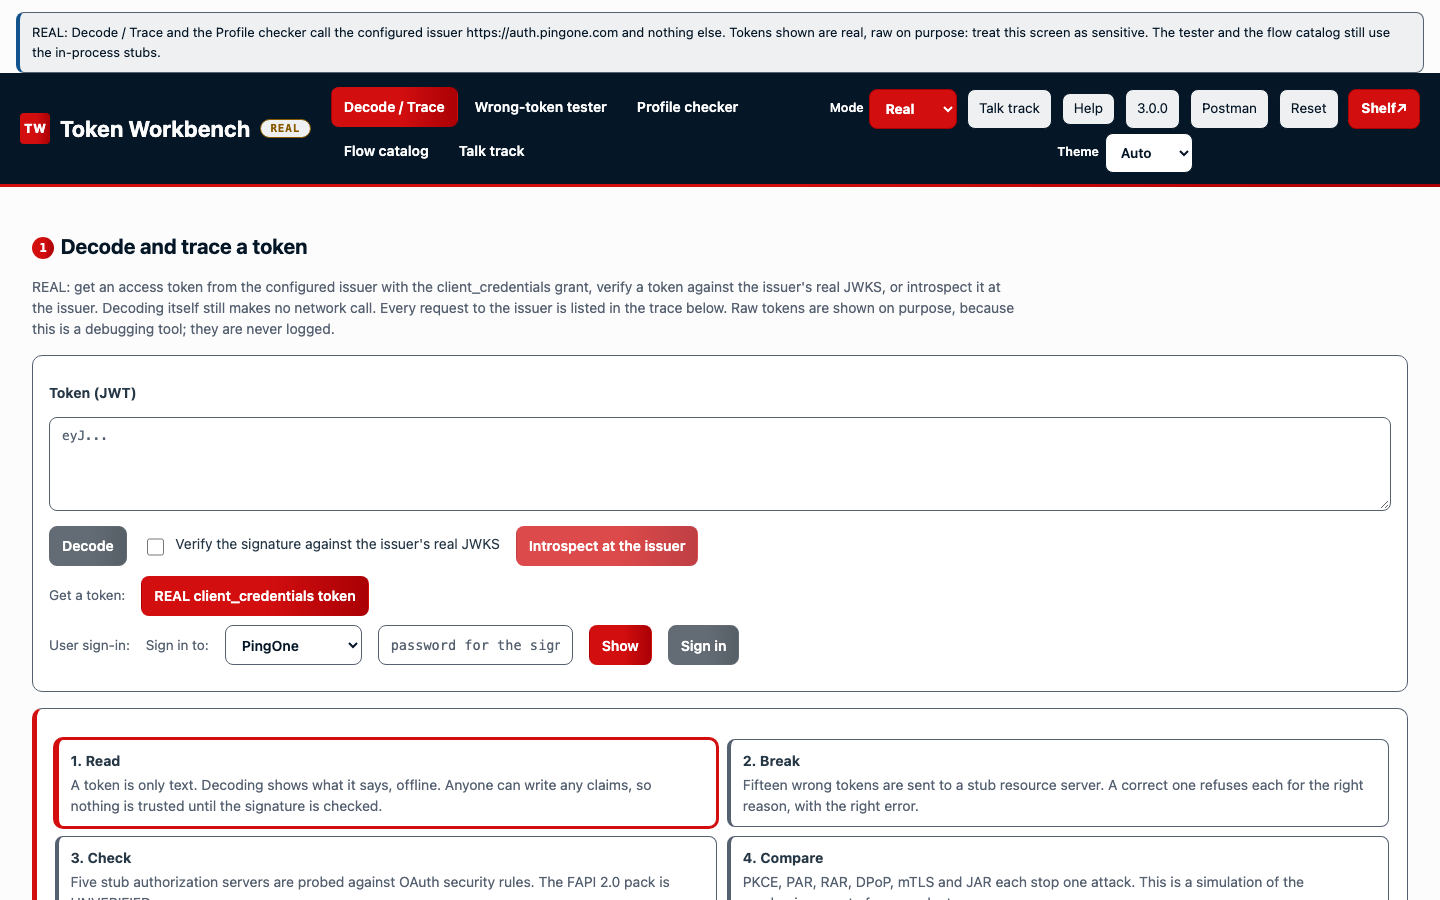 REAL: Decode / Trace and the Profile checker call the configured issuer https://auth.pingone.com and nothing else. Tokens shown are real, raw on purpose: treat this screen as sensitive. The tester and the flow catalog still use
the in-process stubs.
TW Token Workbench REAL
Decode / Trace Wrong-token tester Profile checker
Flow catalog Talk track
Mode Real Talk track Help 3.0.0 Postman Reset Shelf↗
Theme Auto
1 Decode and trace a token
REAL: get an access token from the configured issuer with the client_credentials grant, verify a token against the issuer's real JWKS, or introspect it at
the issuer. Decoding itself still makes no network call. Every request to the issuer is listed in the trace below. Raw tokens are shown on purpose, because
this is a debugging tool; they are never logged.
Token (JWT)
eyJ...
Decode Verify the signature against the issuer's real JWKS Introspect at the issuer
Get a token: REAL client_credentials token
User sign-in: Sign in to: PingOne password for the sign Show Sign in
1. Read
A token is only text. Decoding shows what it says, offline. Anyone can write any claims, so
nothing is trusted until the signature is checked.
2. Break
Fifteen wrong tokens are sent to a stub resource server. A correct one refuses each for the right
reason, with the right error.
3. Check
Five stub authorization servers are probed against OAuth security rules. The FAPI 2.0 pack is
4. Compare
PKCE, PAR, RAR, DPoP, mTLS and JAR each stop one attack. This is a simulation of the